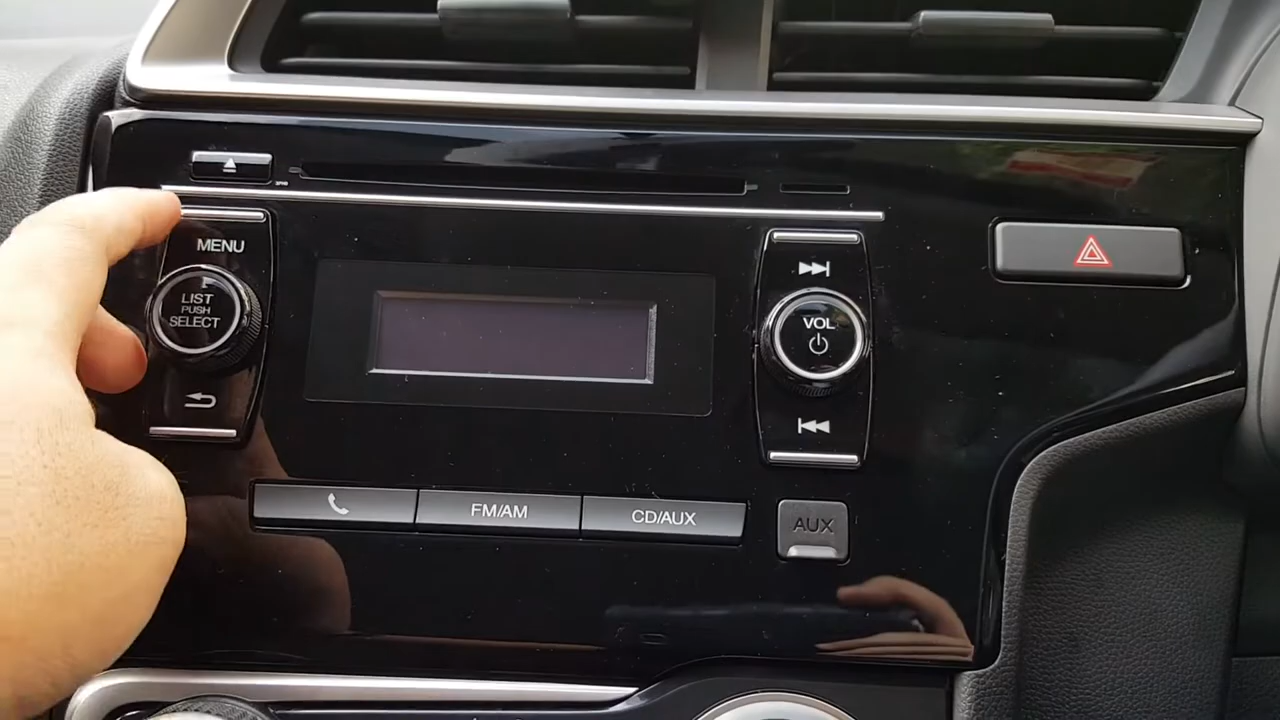 MENU
LIST
PUSH
SELECT
VOL
FM/AM
CD/AUX
AUX